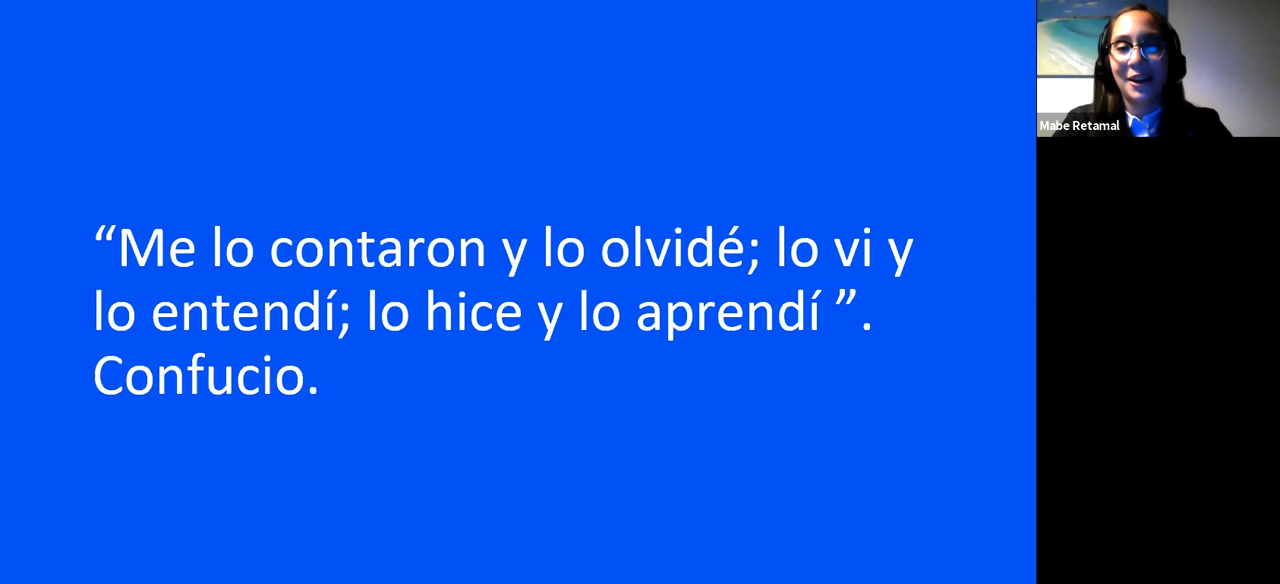 “Me lo contaron y lo olvidé; lo vi y
lo entendí; lo hice y lo aprendí ”.
Confucio.
Mabe Retamal